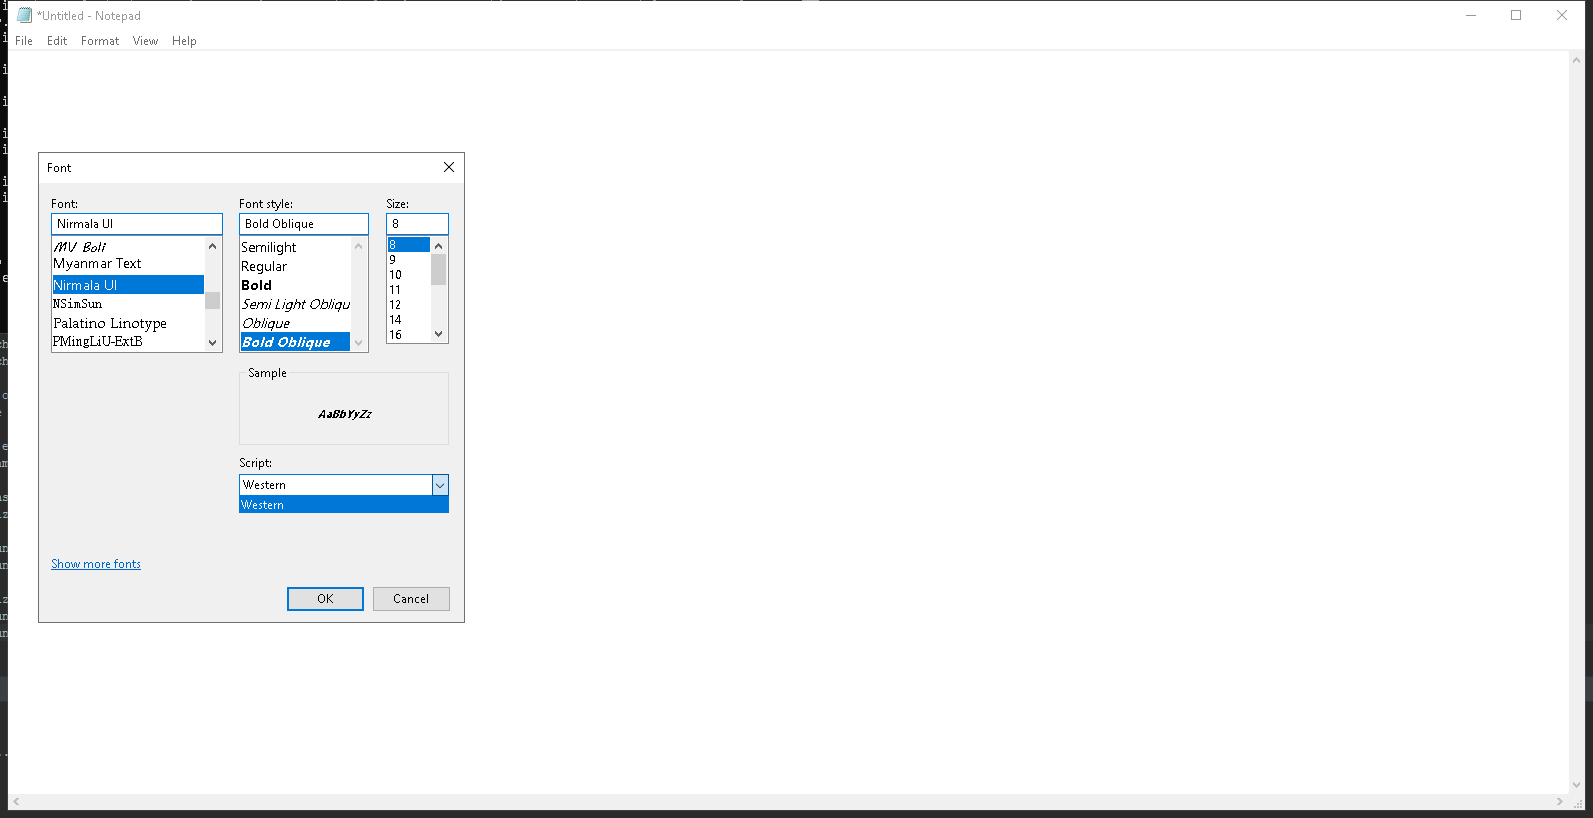 *Untitled - Notepad
File Edit Format View Help
Font
Font: Font style: Size:
Nirmala UI Bold Oblique 8
MV Boli
Myanmar Text
Nirmala UI
NSimSun
Palatino Linotype
PMingLiU-ExtB
Semilight
Regular
Bold
Semi Light Obliqu
Oblique
Bold Oblique
8
9
10
11
12
14
16
Sample
AaBbYyZz
Script:
Western
Western
Show more fonts
OK Cancel